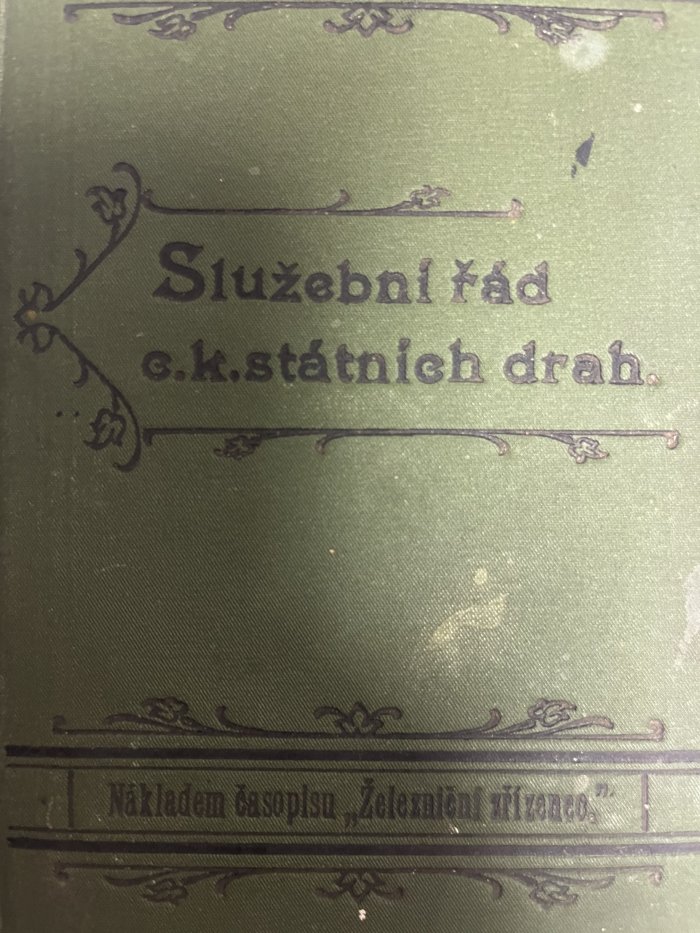 Služební řád
c.k.státních drah.
Nákladem časopisu „Železniční zřízenec.”